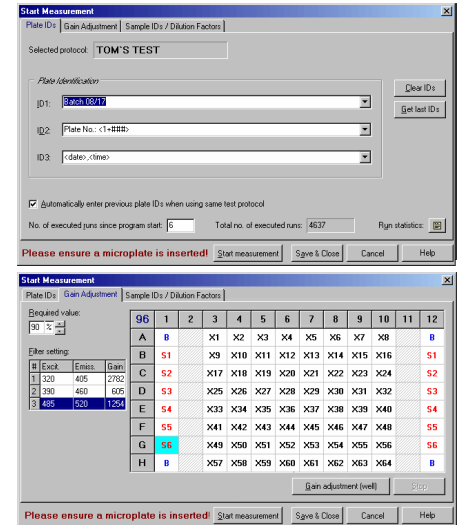 Start Measurement
Plate IDs Gain Adjustment Sample IDs / Dilution Factors
Selected protocol: TOM'S TEST
Plate Identification
Clear IDs
ID1: Batch 08/17
Get last IDs
ID2: Plate No.: <1+###>
ID3: <date>,<time>
Automatically enter previous plate IDs when using same test protocol
No. of executed runs since program start: 6 Total no. of executed runs: 4637 Run statistics:
Please ensure a microplate is inserted! Start measurement Save & Close Cancel Help
Start Measurement
Plate IDs Gain Adjustment Sample IDs / Dilution Factors
Required value:
90 %
Filter setting:
# Excit. Emiss. Gain
1 320 405 2782
2 390 460 605
3 485 520 1254
96 1 2 3 4 5 6 7 8 9 10 11 12
A B X1 X2 X3 X4 X5 X6 X7 X8 B
B S1 X9 X10 X11 X12 X13 X14 X15 X16 S1
C S2 X17 X18 X19 X20 X21 X22 X23 X24 S2
D S3 X25 X26 X27 X28 X29 X30 X31 X32 S3
E S4 X33 X34 X35 X36 X37 X38 X39 X40 S4
F S5 X41 X42 X43 X44 X45 X46 X47 X48 S5
G S6 X49 X50 X51 X52 X53 X54 X55 X56 S6
H B X57 X58 X59 X60 X61 X62 X63 X64 B
Gain adjustment (well) Stop
Please ensure a microplate is inserted! Start measurement Save & Close Cancel Help